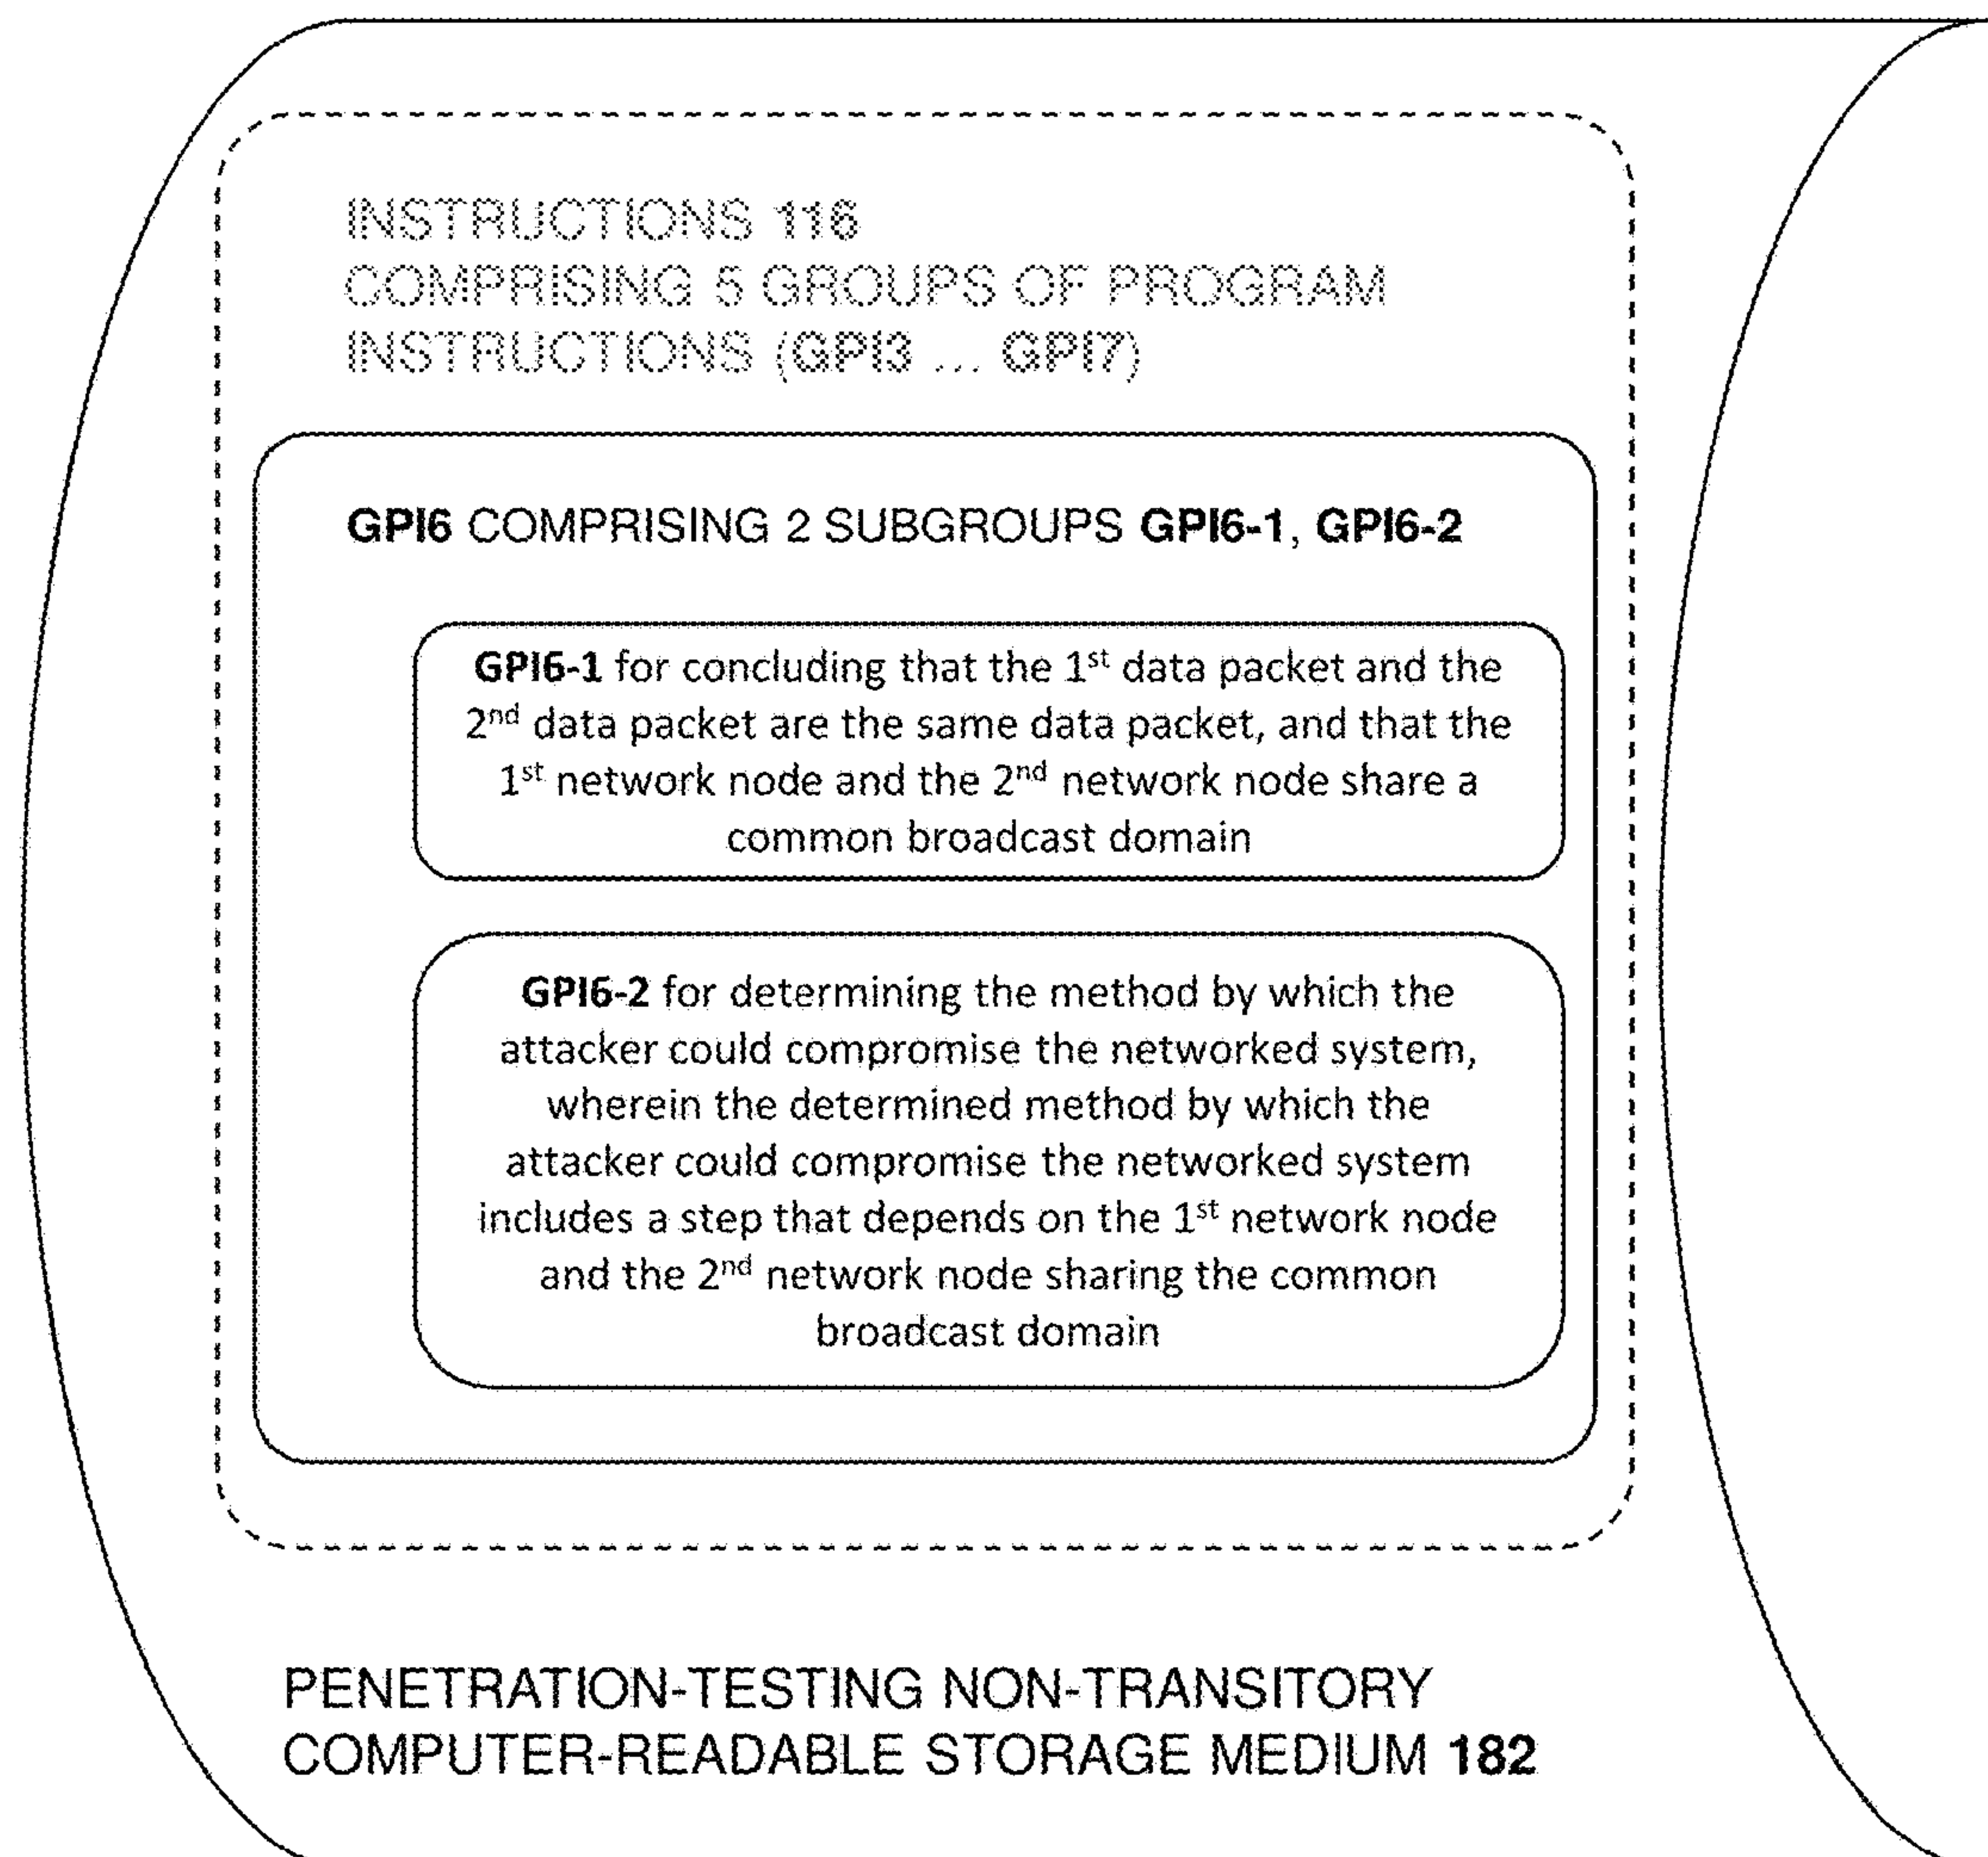 INSTRUCTIONS 116
COMPRISING 5 GROUPS OF PROGRAM
INSTRUCTIONS (GPI3 ... GPI7)
GPI6 COMPRISING 2 SUBGROUPS GPI6-1, GPI6-2
GPI6-1 for concluding that the 1st data packet and the
2nd data packet are the same data packet, and that the
1st network node and the 2nd network node share a
common broadcast domain
GPI6-2 for determining the method by which the
attacker could compromise the networked system,
wherein the determined method by which the
attacker could compromise the networked system
includes a step that depends on the 1st network node
and the 2nd network node sharing the common
broadcast domain
PENETRATION-TESTING NON-TRANSITORY
COMPUTER-READABLE STORAGE MEDIUM 182